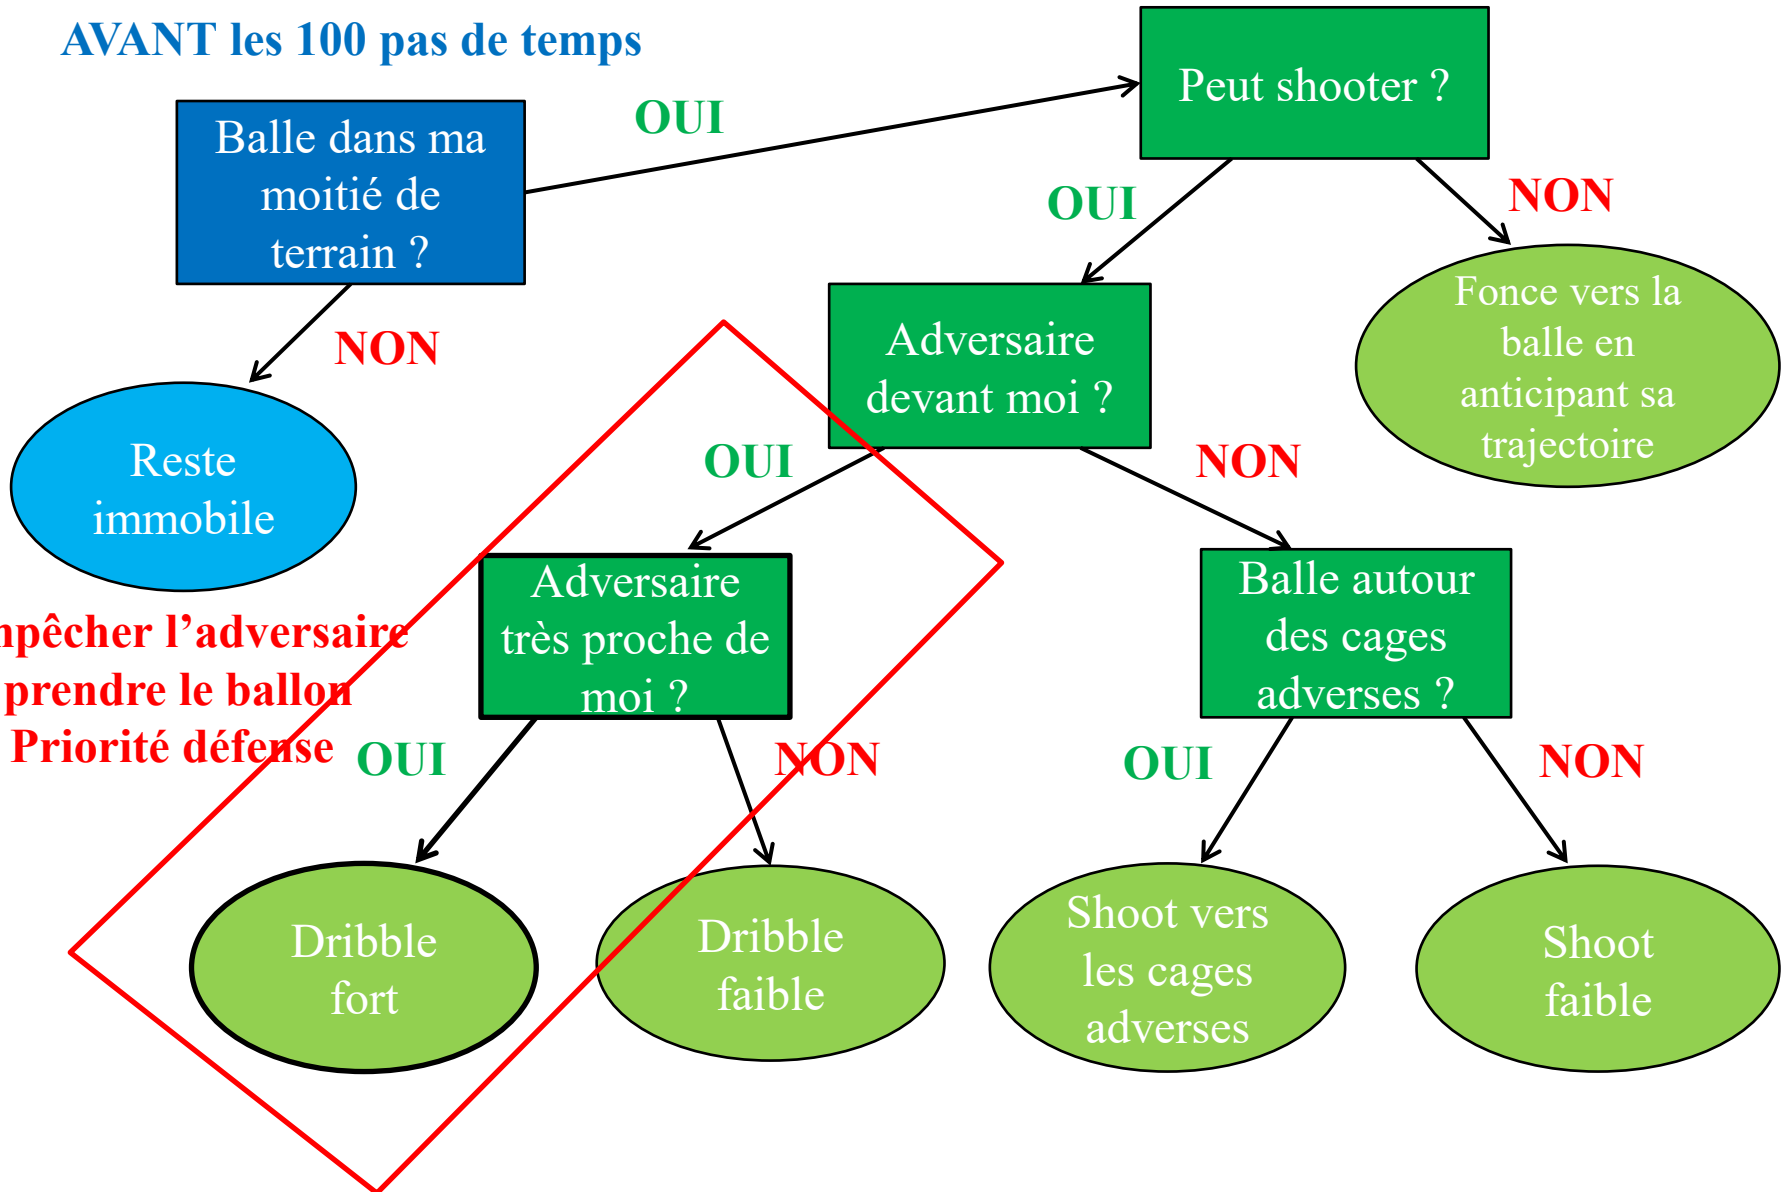 AVANT les 100 pas de temps
Peut shooter ?
Balle dans ma
moitié de
terrain ?
OUI
OUI
NON
NON
Fonce vers la
balle en
anticipant sa
trajectoire
Adversaire
devant moi ?
Reste
immobile
OUI
NON
Adversaire
très proche de
moi ?
Balle autour
des cages
adverses ?
mpêcher l’adversaire
prendre le ballon
Priorité défense
OUI
NON
OUI
NON
Dribble
fort
Dribble
faible
Shoot vers
les cages
adverses
Shoot
faible